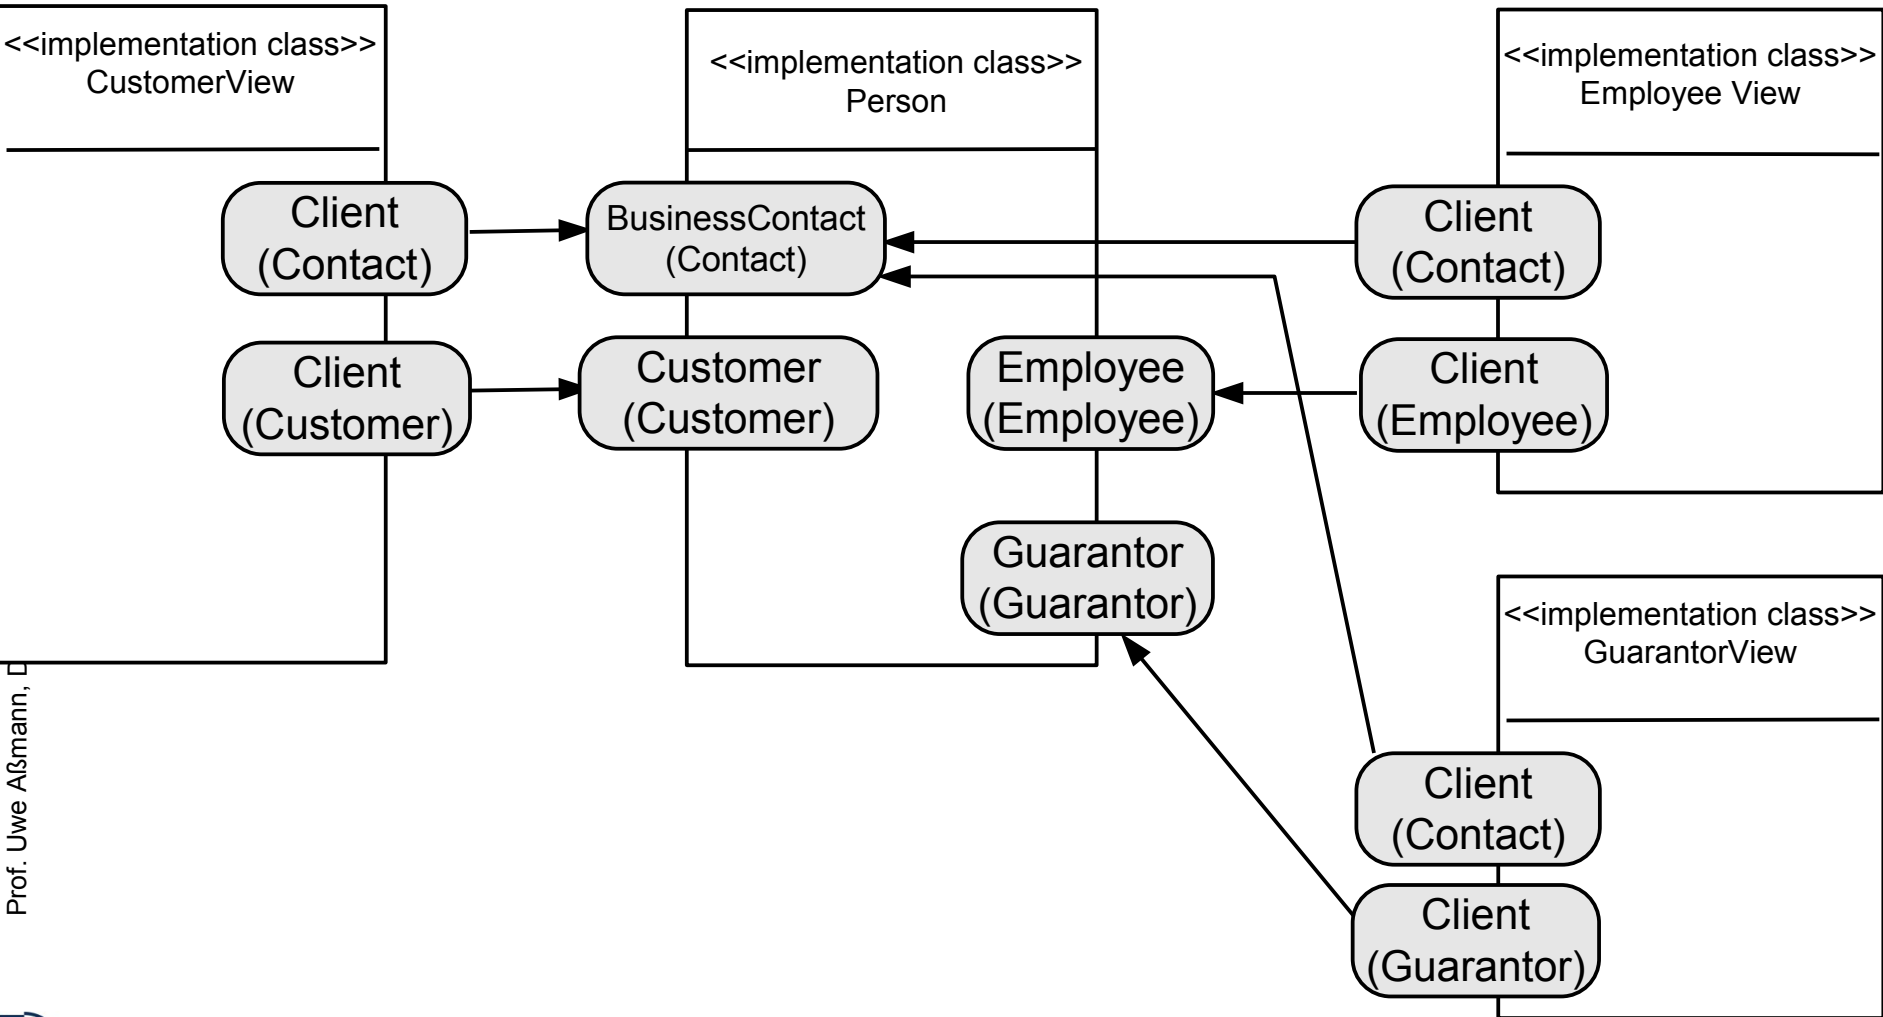 <<implementation class>>
CustomerView
<<implementation class>>
Person
<<implementation class>>
Employee View
Client
(Contact)
BusinessContact
(Contact)
Client
(Contact)
Client
(Customer)
Customer
(Customer)
Employee
(Employee)
Client
(Employee)
Guarantor
(Guarantor)
<<implementation class>>
GuarantorView
Client
(Contact)
Client
(Guarantor)
Prof. Uwe Aßmann,